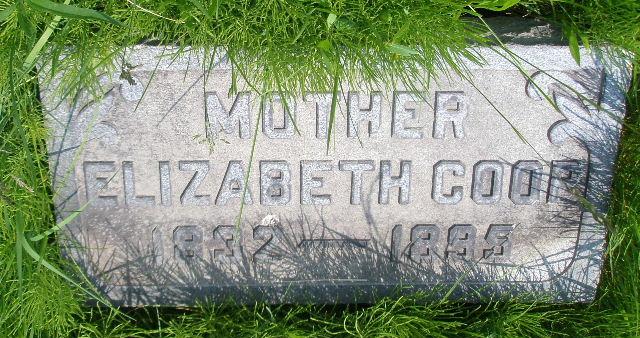 MOTHER
ELIZABETH COOP
1832 —